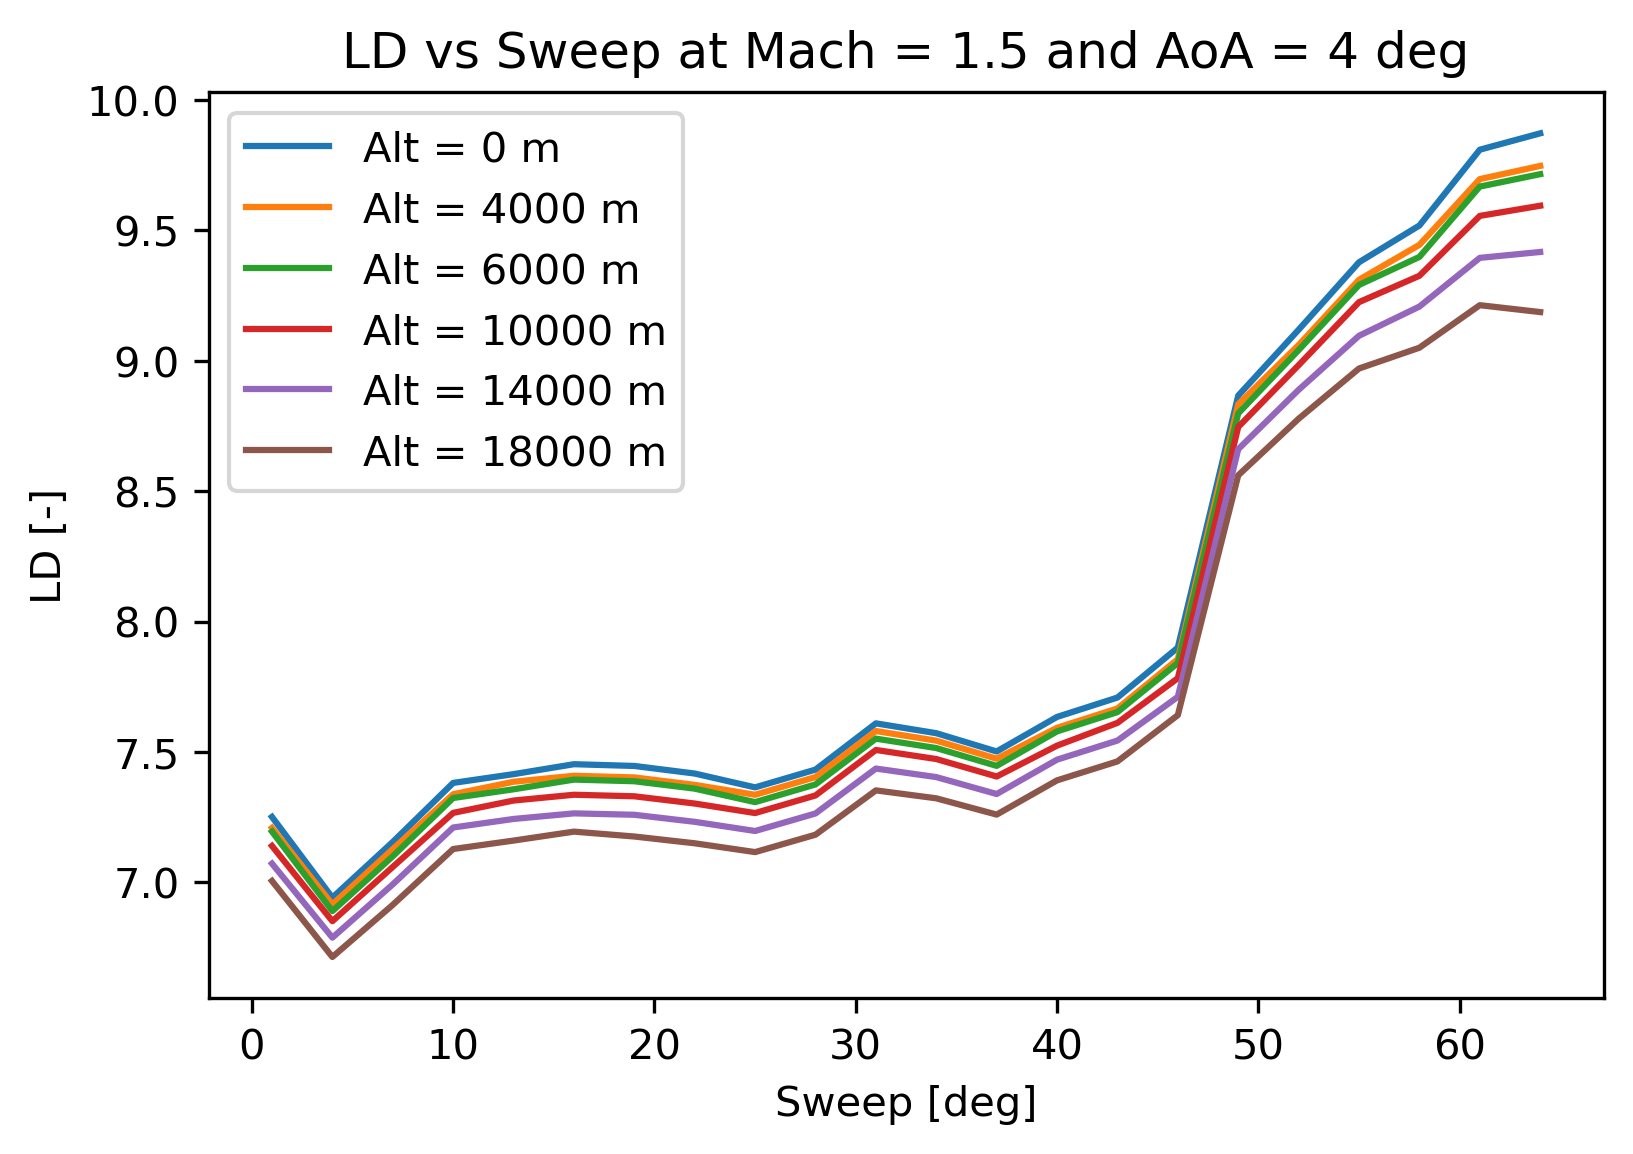 LD vs Sweep at Mach = 1.5 and AoA = 4 deg
10.0
9.5
9.0
8.5
8.0
7.5
7.0
LD [-]
Alt = 0 m
Alt = 4000 m
Alt = 6000 m
Alt = 10000 m
Alt = 14000 m
Alt = 18000 m
0 10 20 30 40 50 60
Sweep [deg]